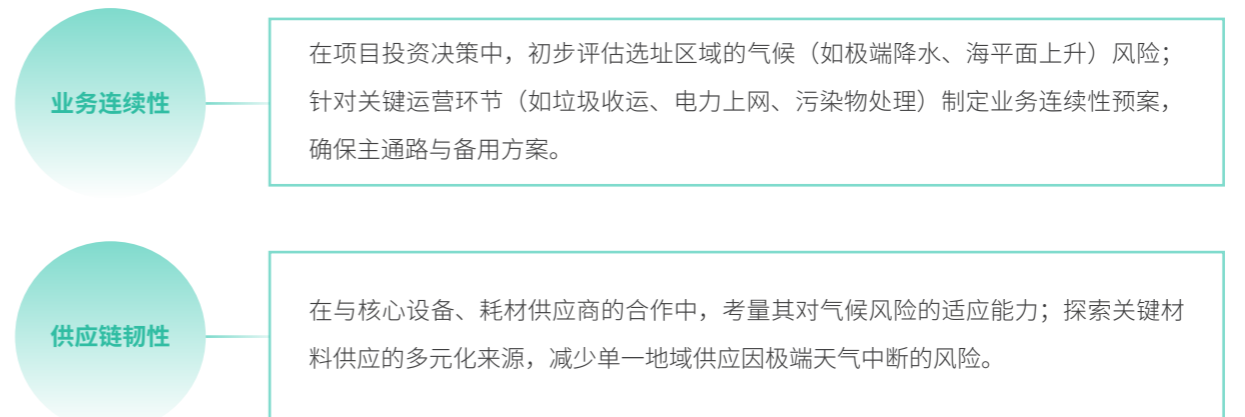 业务连续性
在项目投资决策中，初步评估选址区域的气候（如极端降水、海平面上升）风险；
针对关键运营环节（如垃圾收运、电力上网、污染物处理）制定业务连续性预案，
确保主通路与备用方案。
供应链韧性
在与核心设备、耗材供应商的合作中，考量其对气候风险的适应能力；探索关键材
料供应的多元化来源，减少单一地域供应因极端天气中断的风险。